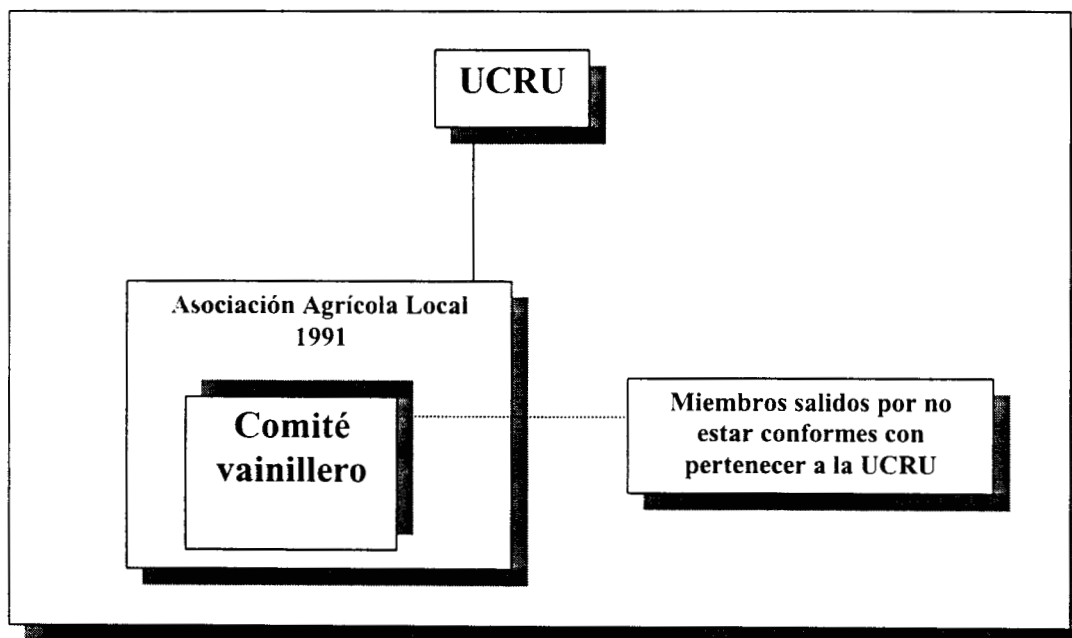 UCRU
Asociación Agrícola Local
1991
Comité
vainillero
Miembros salidos por no
estar conformes con
pertenecer a la UCRU